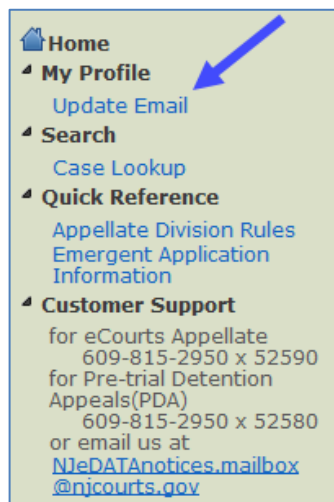 Home
My Profile
Update Email
Search
Case Lookup
Quick Reference
Appellate Division Rules
Emergent Application
Information
Customer Support
for eCourts Appellate
609-815-2950 x 52590
for Pre-trial Detention
Appeals(PDA)
609-815-2950 x 52580
or email us at
NJeDATAnotices.mailbox
@njcourts.gov